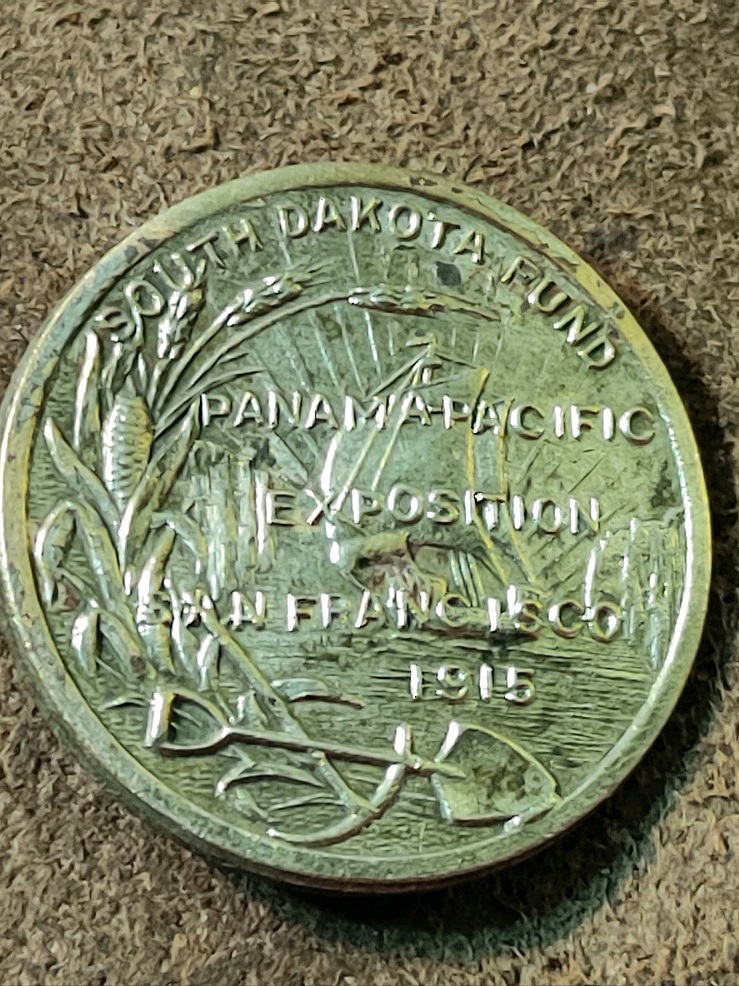 SOUTH DAKOTA FUND
PANAMA-PACIFIC
EXPOSITION
SAN FRANCISCO
1915